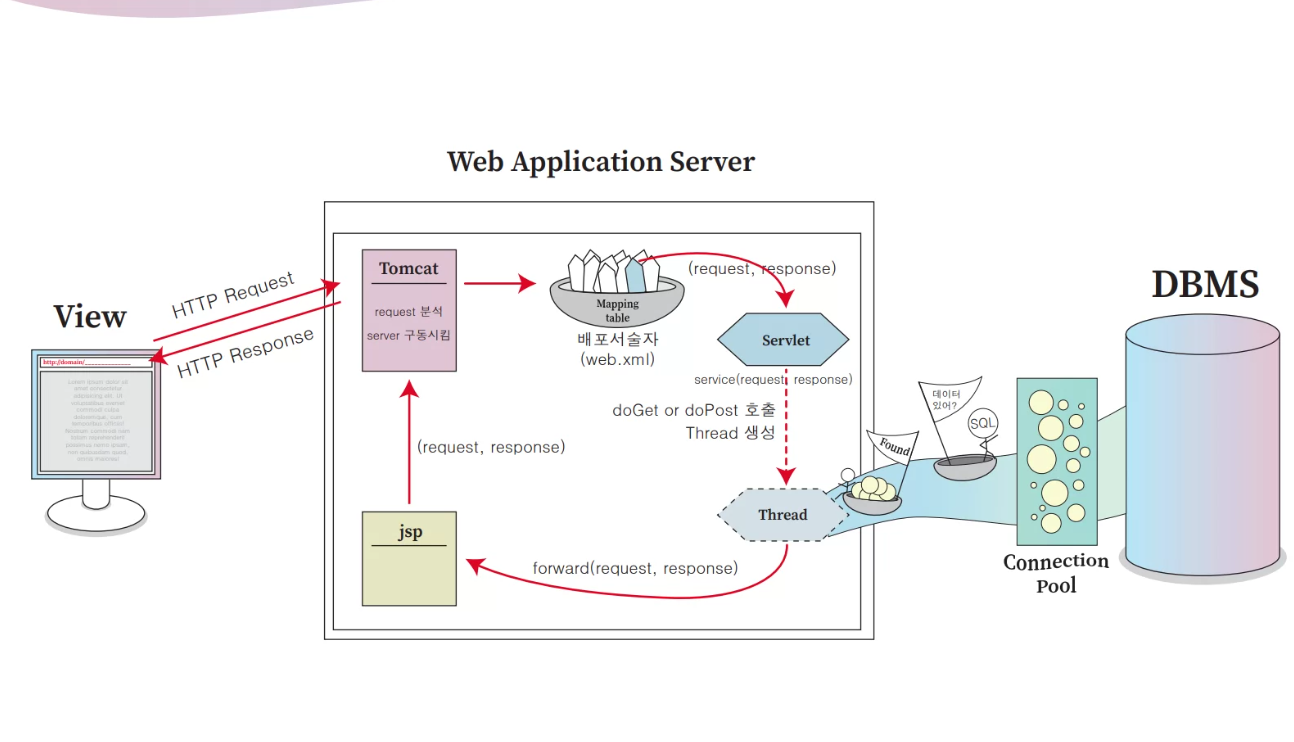 Web Application Server
View
http://domain/
HTTP Request
HTTP Response
Tomcat
request 분석
server 구동시킴
Mapping
table
배포서술자
(web.xml)
(request, response)
Servlet
service(request, response)
doGet or doPost 호출
Thread 생성
Thread
forward(request, response)
jsp
(request, response)
Found!
데이터
있어?
SQL
Connection
Pool
DBMS